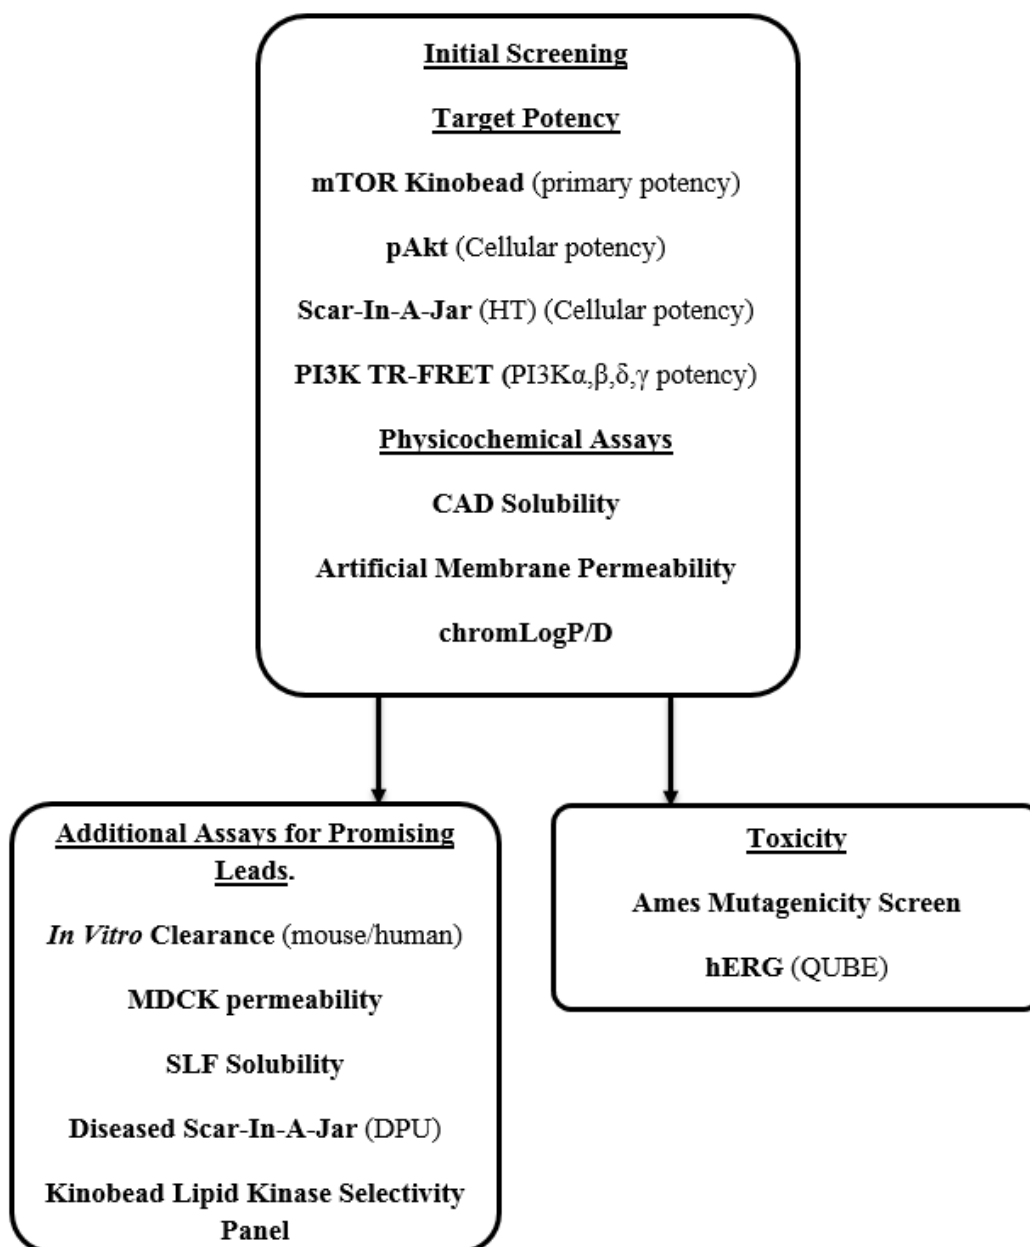 Initial Screening
Target Potency
mTOR Kinobead (primary potency)
pAkt (Cellular potency)
Scar-In-A-Jar (HT) (Cellular potency)
PI3K TR-FRET (PI3Kα,β,δ,γ potency)
Physicochemical Assays
CAD Solubility
Artificial Membrane Permeability
chromLogP/D
Additional Assays for Promising
Leads.
In Vitro Clearance (mouse/human)
MDCK permeability
SLF Solubility
Diseased Scar-In-A-Jar (DPU)
Kinobead Lipid Kinase Selectivity
Panel
Toxicity
Ames Mutagenicity Screen
hERG (QUBE)